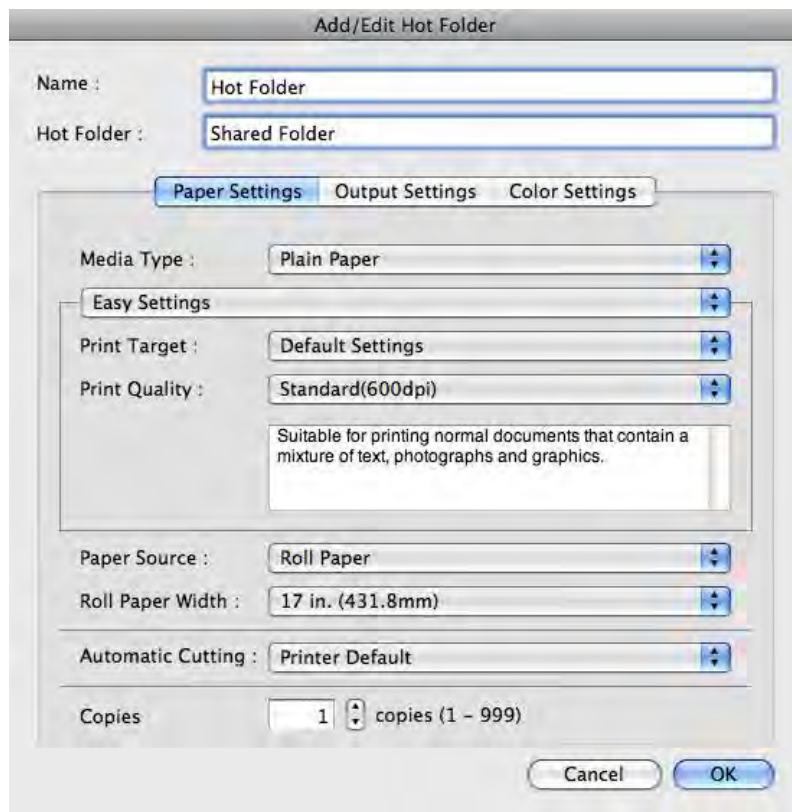 Add/Edit Hot Folder
Name : Hot Folder
Hot Folder : Shared Folder
Paper Settings Output Settings Color Settings
Media Type : Plain Paper
Easy Settings
Print Target : Default Settings
Print Quality : Standard(600dpi)
Suitable for printing normal documents that contain a
mixture of text, photographs and graphics.
Paper Source : Roll Paper
Roll Paper Width : 17 in. (431.8mm)
Automatic Cutting : Printer Default
Copies 1 copies (1 - 999)
Cancel OK